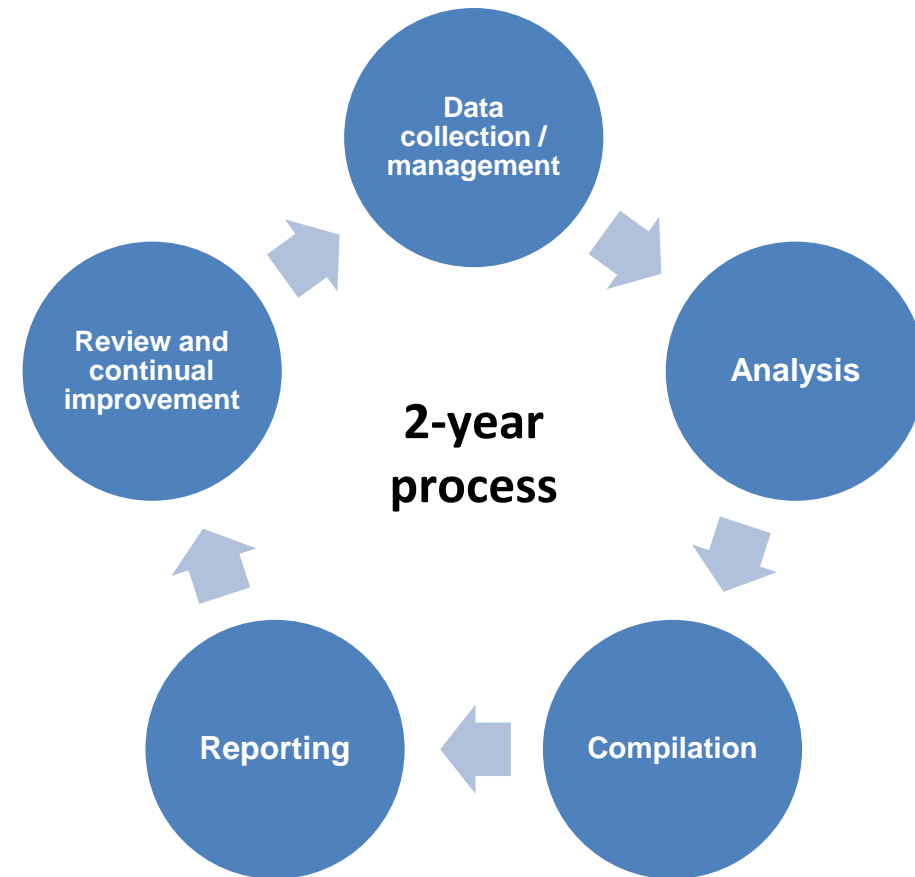 Data
collection /
management
Analysis
Compilation
Reporting
Review and
continual
improvement
2-year
process